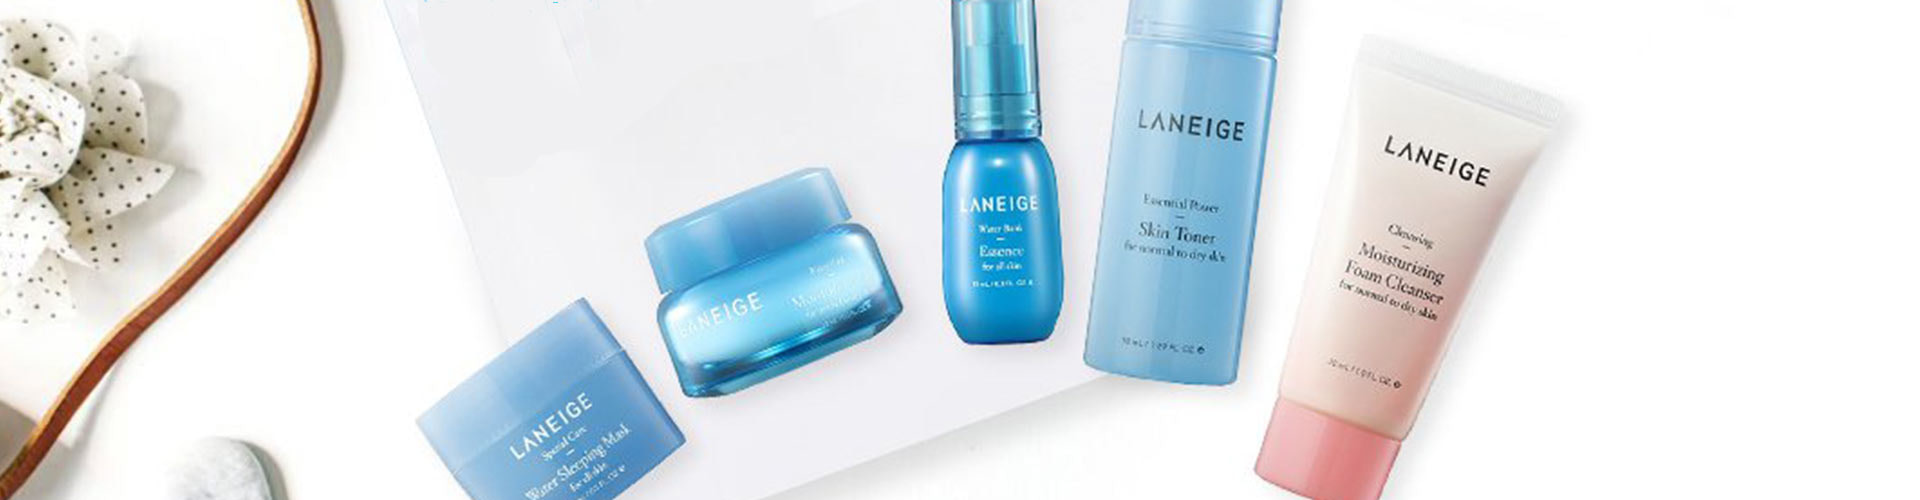 LANEIGE
Special Care
Water Sleeping Mask
for all skin
LANEIGE
LANEIGE
Water Bank
Essence
for all skin
LANEIGE
Essential Power
Skin Toner
for normal to dry skin
LANEIGE
Cleansing
Moisturizing
Foam Cleanser
for normal to dry skin